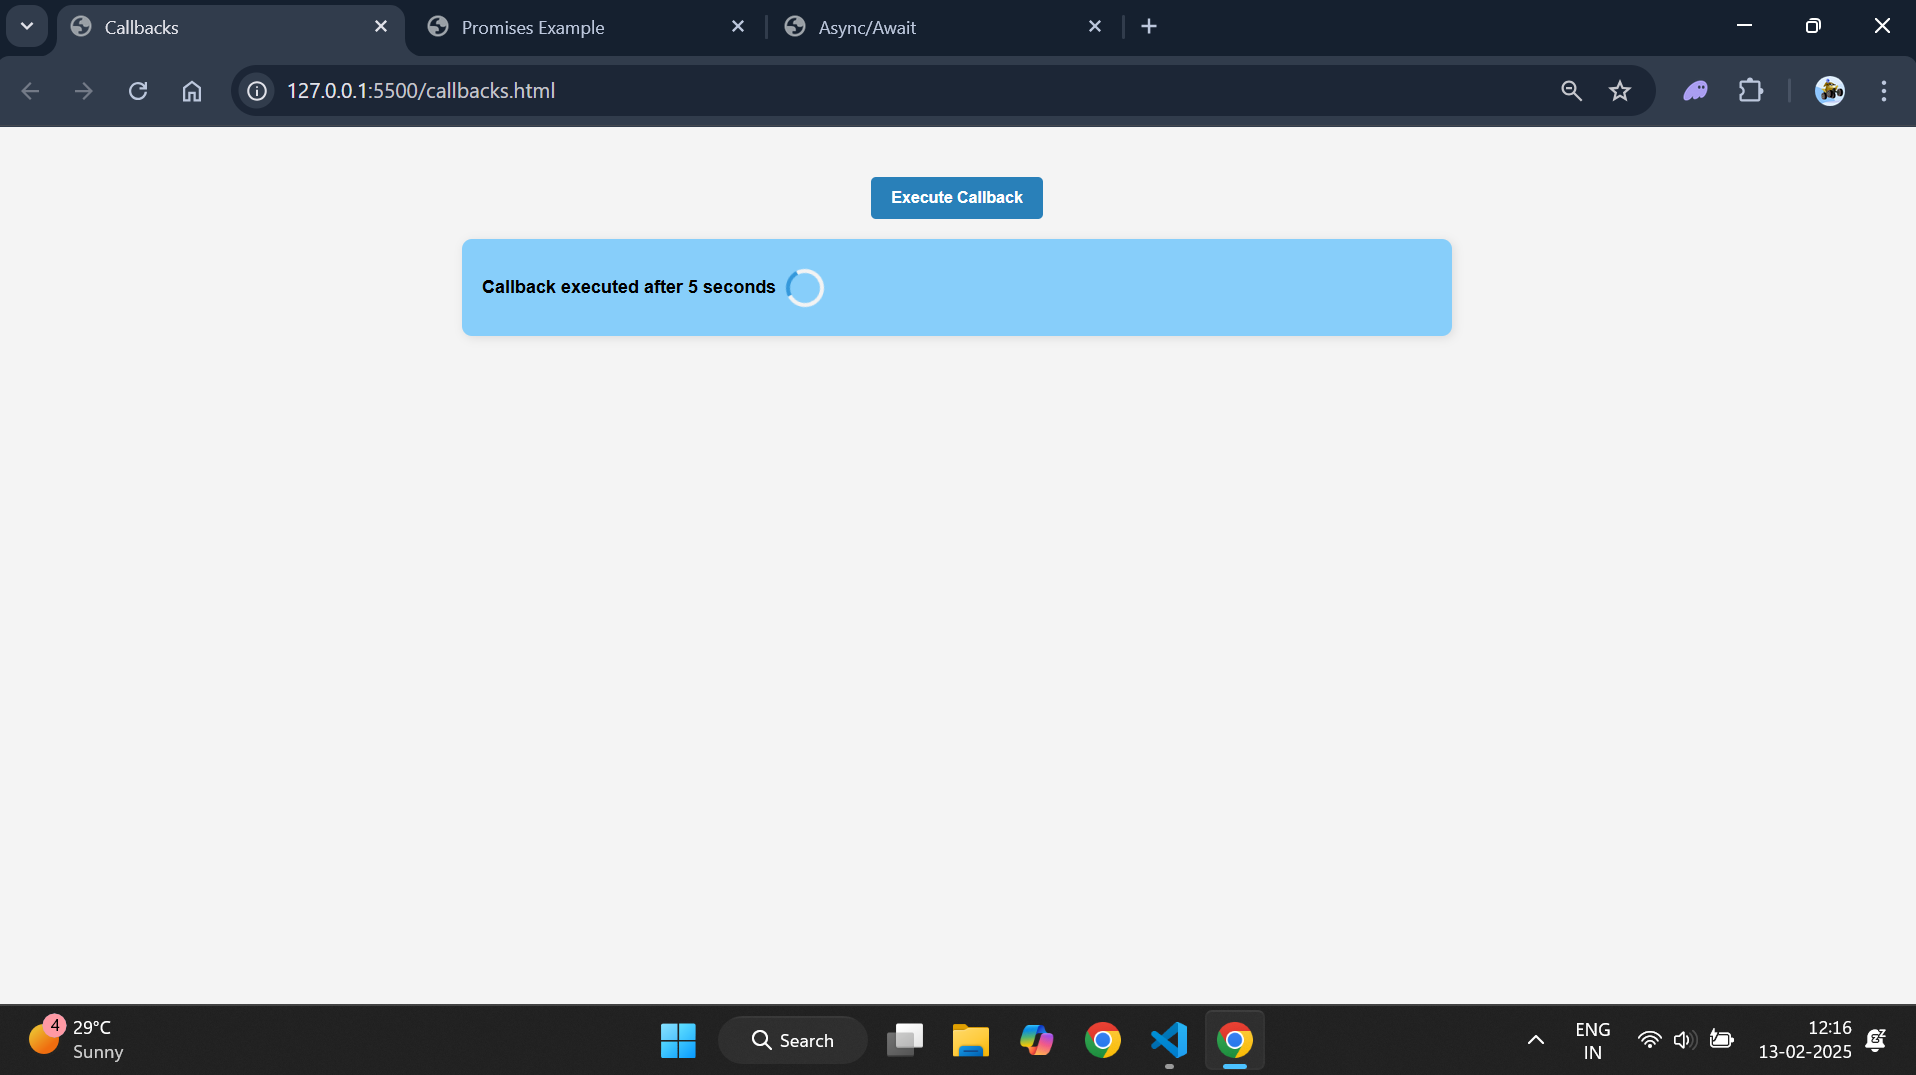 Callbacks
Promises Example
Async/Await
127.0.0.1:5500/callbacks.html
Execute Callback
Callback executed after 5 seconds
4
29°C
Sunny
Search
ENG
IN
12:16
13-02-2025